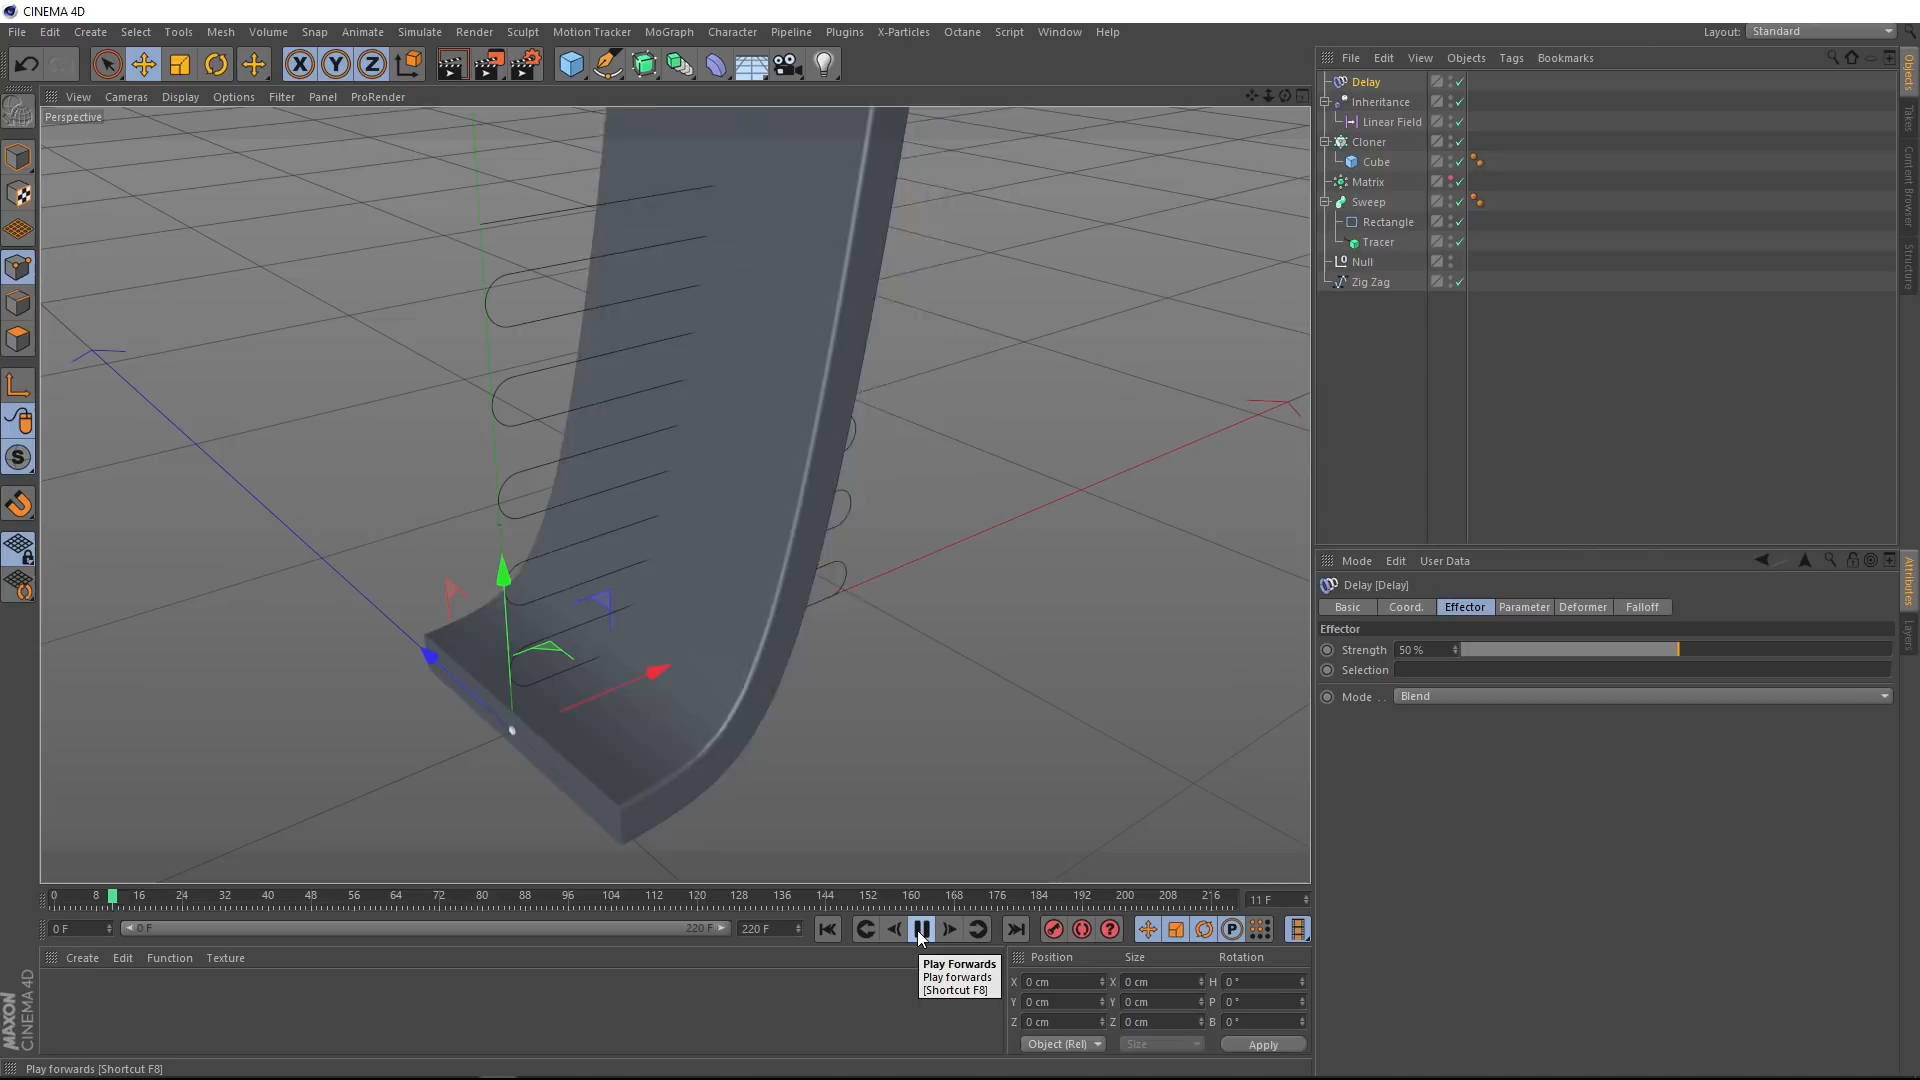 CINEMA 4D
File Edit Create Select Tools Mesh Volume Snap Animate Simulate Render Sculpt Motion Tracker MoGraph Character Pipeline Plugins X-Particles Octane Script Window Help
Layout: Standard
View Cameras Display Options Filter Panel ProRender
Perspective
File Edit View Objects Tags Bookmarks
Delay
Inheritance
Linear Field
Cloner
Cube
Matrix
Sweep
Rectangle
Tracer
Null
Zig Zag
Objects
Takes
Content Browser
Structure
Mode Edit User Data
Delay [Delay]
Basic Coord. Effector Parameter Deformer Falloff
Effector
Strength 50 %
Selection
Mode . . Blend
Attributes
Layers
0 8 16 24 32 40 48 56 64 72 80 88 96 104 112 120 128 136 144 152 160 168 176 184 192 200 208 216
11 F
0 F 0 F 220 F 220 F
Play Forwards
Play forwards
[Shortcut F8]
Create Edit Function Texture
Position Size Rotation
X 0 cm X 0 cm H 0 °
Y 0 cm Y 0 cm P 0 °
Z 0 cm Z 0 cm B 0 °
Object (Rel) Size Apply
MAXON
CINEMA 4D
Play forwards [Shortcut F8]